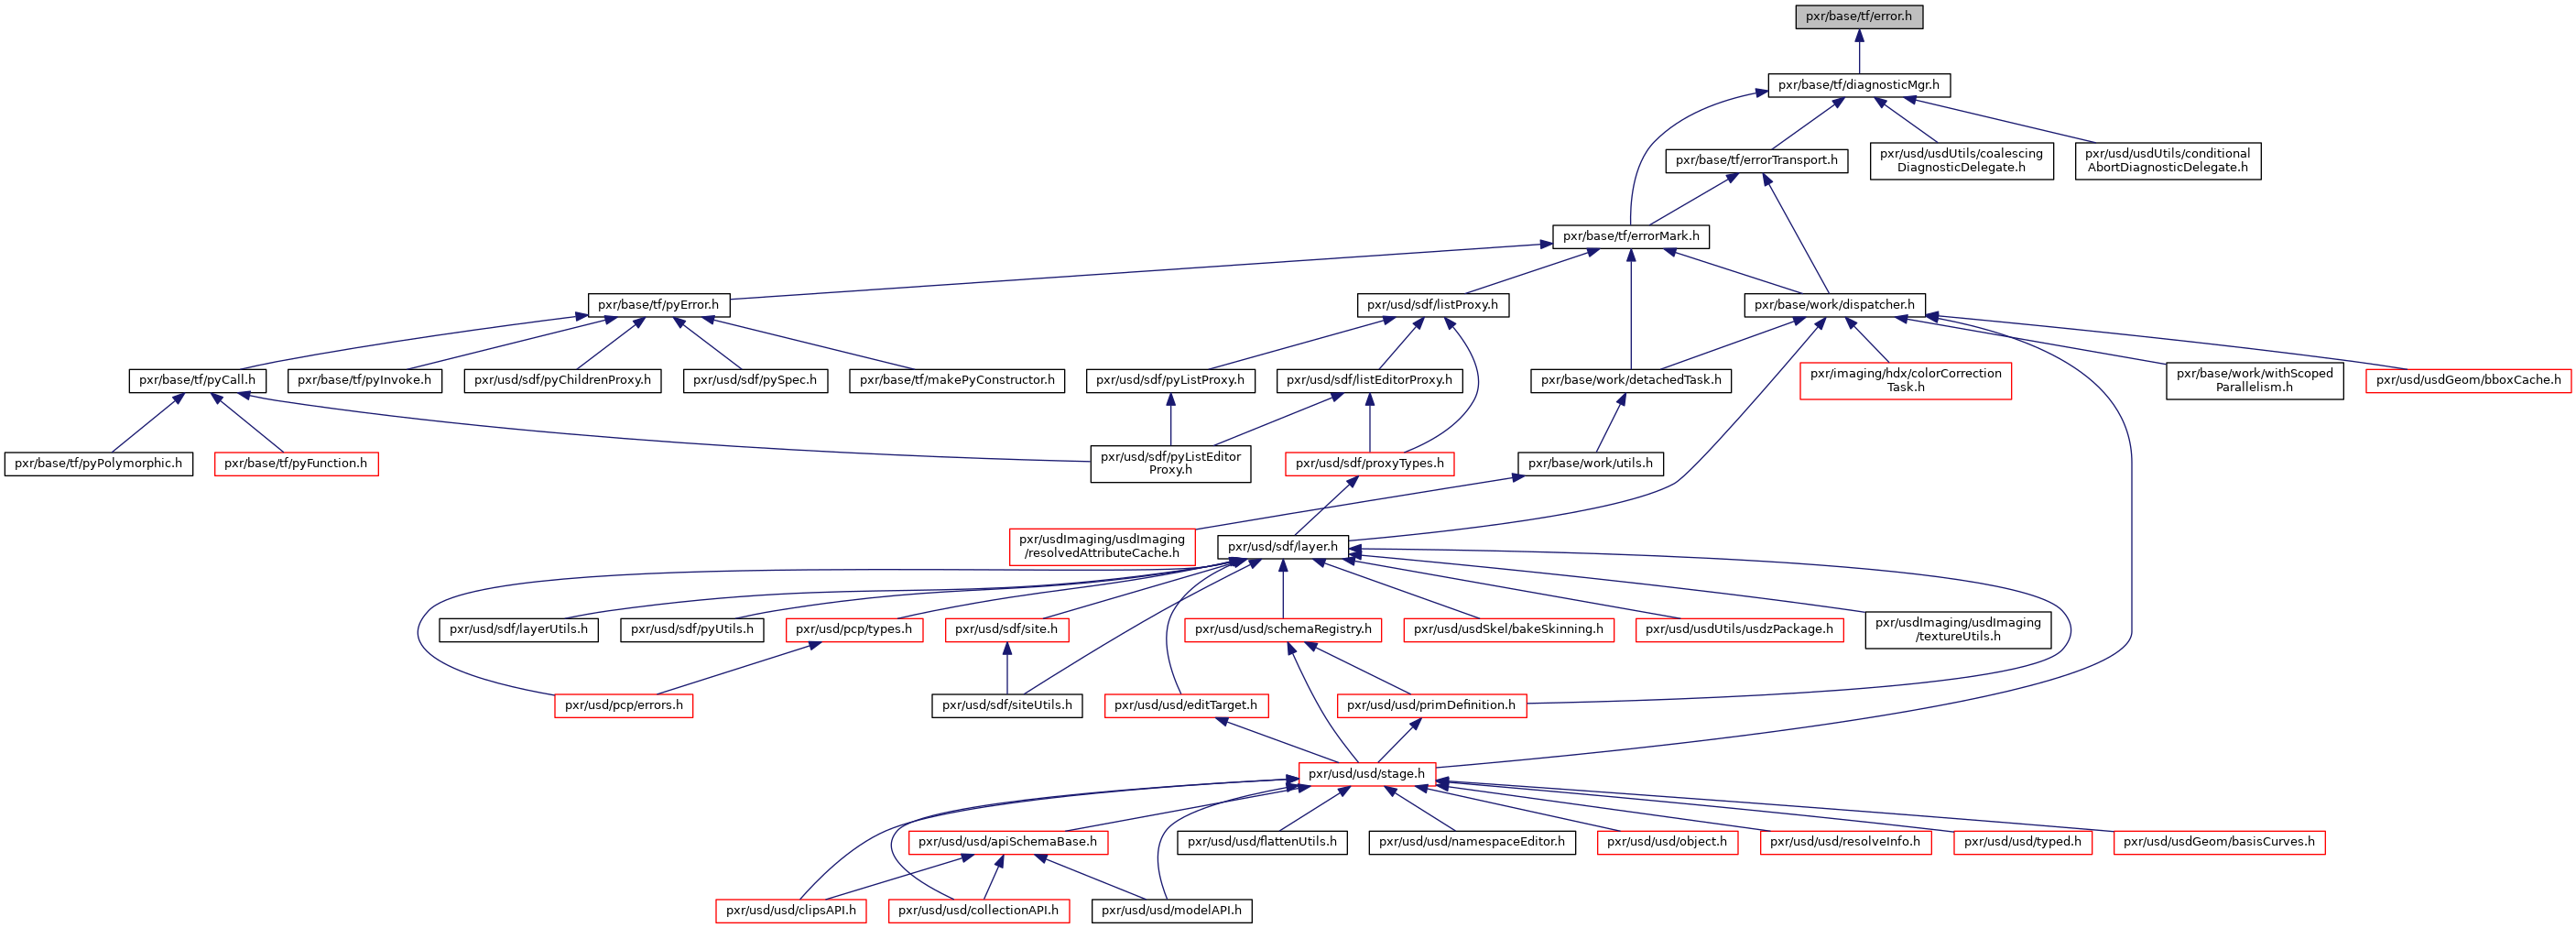 pxr/base/tf/error.h
pxr/base/tf/diagnosticMgr.h
pxr/base/tf/errorTransport.h
pxr/usd/usdUtils/coalescing
DiagnosticDelegate.h
pxr/usd/usdUtils/conditional
AbortDiagnosticDelegate.h
pxr/base/tf/errorMark.h
pxr/base/tf/pyError.h
pxr/usd/sdf/listProxy.h
pxr/base/work/dispatcher.h
pxr/base/tf/pyCall.h
pxr/base/tf/pyInvoke.h
pxr/usd/sdf/pyChildrenProxy.h
pxr/usd/sdf/pySpec.h
pxr/base/tf/makePyConstructor.h
pxr/usd/sdf/pyListProxy.h
pxr/usd/sdf/listEditorProxy.h
pxr/base/work/detachedTask.h
pxr/imaging/hdx/colorCorrection
Task.h
pxr/base/work/withScoped
Parallelism.h
pxr/usd/usdGeom/bboxCache.h
pxr/base/tf/pyPolymorphic.h
pxr/base/tf/pyFunction.h
pxr/usd/sdf/pyListEditor
Proxy.h
pxr/usd/sdf/proxyTypes.h
pxr/base/work/utils.h
pxr/usdImaging/usdImaging
/resolvedAttributeCache.h
pxr/usd/sdf/layer.h
pxr/usd/sdf/layerUtils.h
pxr/usd/sdf/pyUtils.h
pxr/usd/pcp/types.h
pxr/usd/sdf/site.h
pxr/usd/usd/schemaRegistry.h
pxr/usd/usdSkel/bakeSkinning.h
pxr/usd/usdUtils/usdzPackage.h
pxr/usdImaging/usdImaging
/textureUtils.h
pxr/usd/pcp/errors.h
pxr/usd/sdf/siteUtils.h
pxr/usd/usd/editTarget.h
pxr/usd/usd/primDefinition.h
pxr/usd/usd/stage.h
pxr/usd/usd/apiSchemaBase.h
pxr/usd/usd/flattenUtils.h
pxr/usd/usd/namespaceEditor.h
pxr/usd/usd/object.h
pxr/usd/usd/resolveInfo.h
pxr/usd/usd/typed.h
pxr/usd/usdGeom/basisCurves.h
pxr/usd/usd/clipsAPI.h
pxr/usd/usd/collectionAPI.h
pxr/usd/usd/modelAPI.h